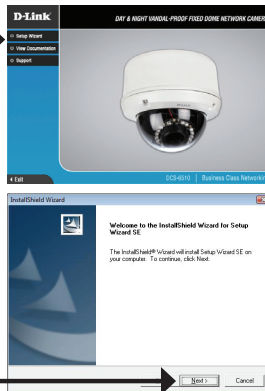 D-Link
DAY & NIGHT VANDAL-PROOF FIXED DOME NETWORK CAMERA
Setup Wizard
View Documentation
Support
Exit
DCS-6510 | Business Class Networking
InstallShield Wizard
Welcome to the InstallShield Wizard for Setup
Wizard SE
The InstallShield® Wizard will install Setup Wizard SE on
your computer. To continue, click Next.
Next >
Cancel